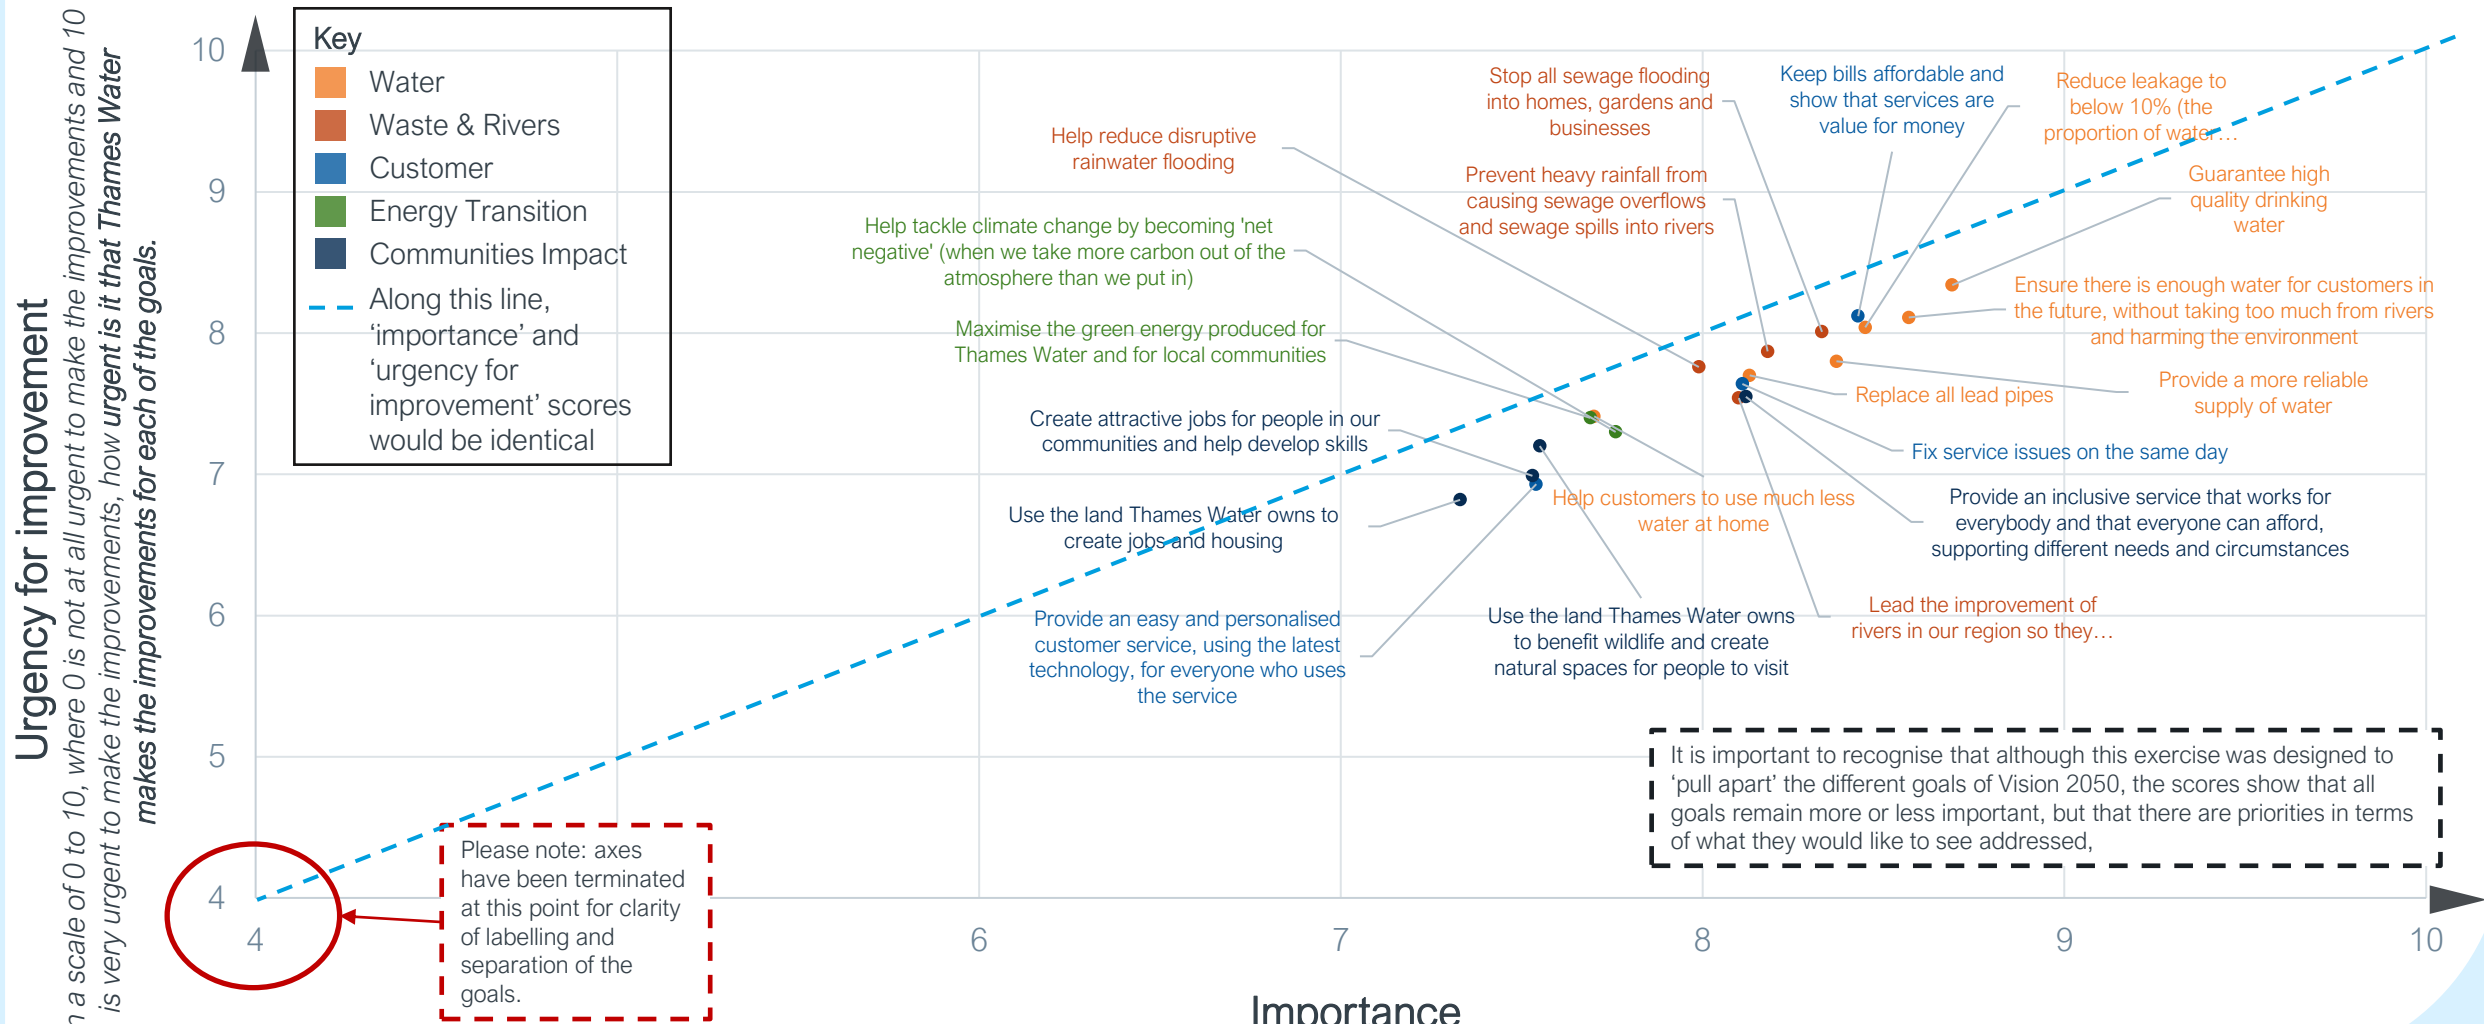 Urgency for improvement
n a scale of 0 to 10, where 0 is not at all urgent to make the improvements and 10
is very urgent to make the improvements, how urgent is it that Thames Water
makes the improvements for each of the goals.
10
9
8
7
6
5
4
Key
Water
Waste & Rivers
Customer
Energy Transition
Communities Impact
Along this line,
‘importance’ and
‘urgency for
improvement’ scores
would be identical
Stop all sewage flooding
into homes, gardens and
businesses
Keep bills affordable and
show that services are
value for money
Reduce leakage to
below 10% (the
proportion of water…
Help reduce disruptive
rainwater flooding
Prevent heavy rainfall from
causing sewage overflows
and sewage spills into rivers
Guarantee high
quality drinking
water
Help tackle climate change by becoming 'net
negative' (when we take more carbon out of the
atmosphere than we put in)
Ensure there is enough water for customers in
the future, without taking too much from rivers
and harming the environment
Maximise the green energy produced for
Thames Water and for local communities
Provide a more reliable
supply of water
Replace all lead pipes
Create attractive jobs for people in our
communities and help develop skills
Fix service issues on the same day
Help customers to use much less
water at home
Provide an inclusive service that works for
everybody and that everyone can afford,
supporting different needs and circumstances
Use the land Thames Water owns to
create jobs and housing
Provide an easy and personalised
customer service, using the latest
technology, for everyone who uses
the service
Use the land Thames Water owns
to benefit wildlife and create
natural spaces for people to visit
Lead the improvement of
rivers in our region so they…
It is important to recognise that although this exercise was designed to
‘pull apart’ the different goals of Vision 2050, the scores show that all
goals remain more or less important, but that there are priorities in terms
of what they would like to see addressed,
Please note: axes
have been terminated
at this point for clarity
of labelling and
separation of the
goals.
4
6
7
8
9
10
Importance